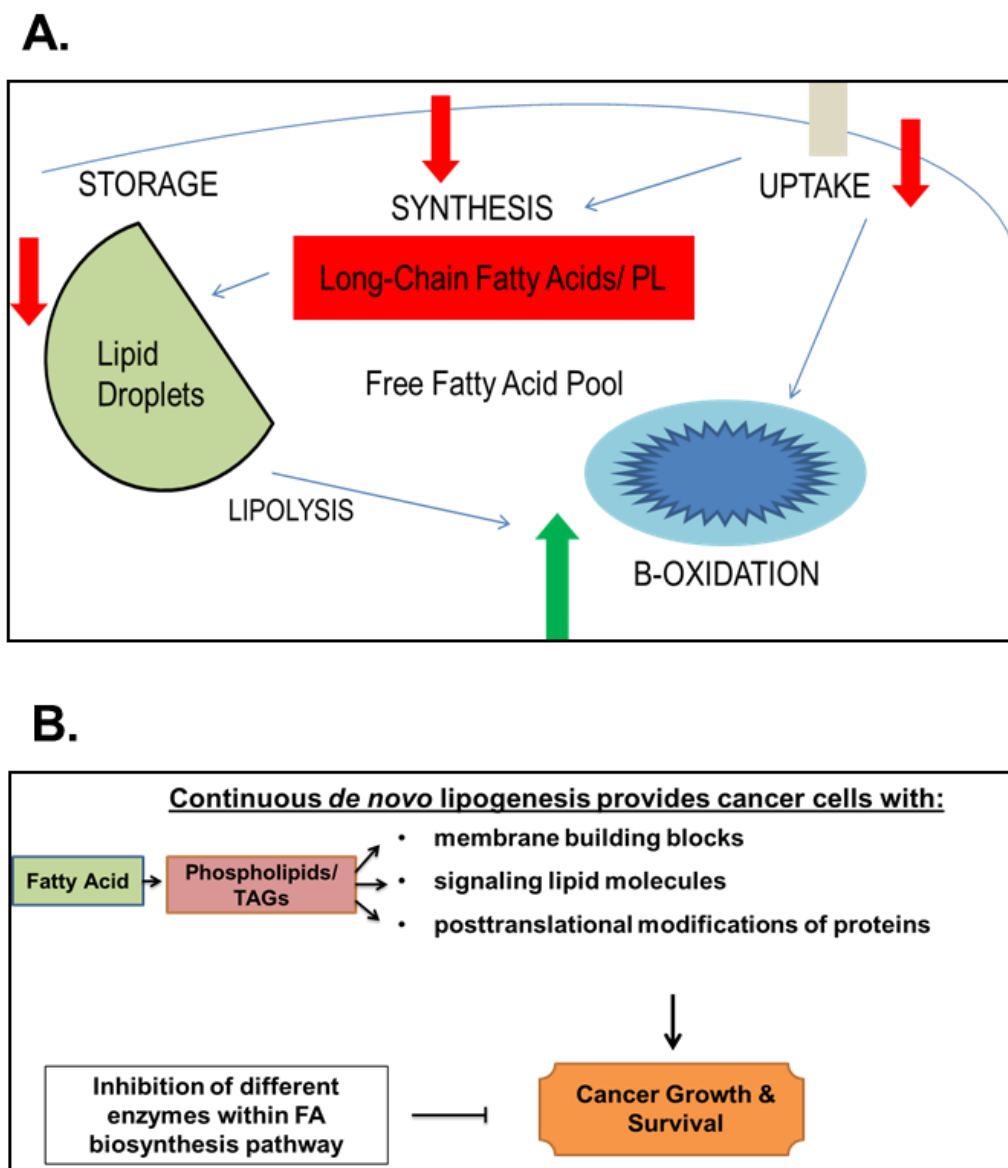 A.
STORAGE
SYNTHESIS
UPTAKE
Long-Chain Fatty Acids/ PL
Lipid
Droplets
Free Fatty Acid Pool
LIPOLYSIS
B-OXIDATION
B.
Continuous de novo lipogenesis provides cancer cells with:
Fatty Acid
Phospholipids/
TAGs
• membrane building blocks
• signaling lipid molecules
• posttranslational modifications of proteins
Inhibition of different
enzymes within FA
biosynthesis pathway
Cancer Growth &
Survival